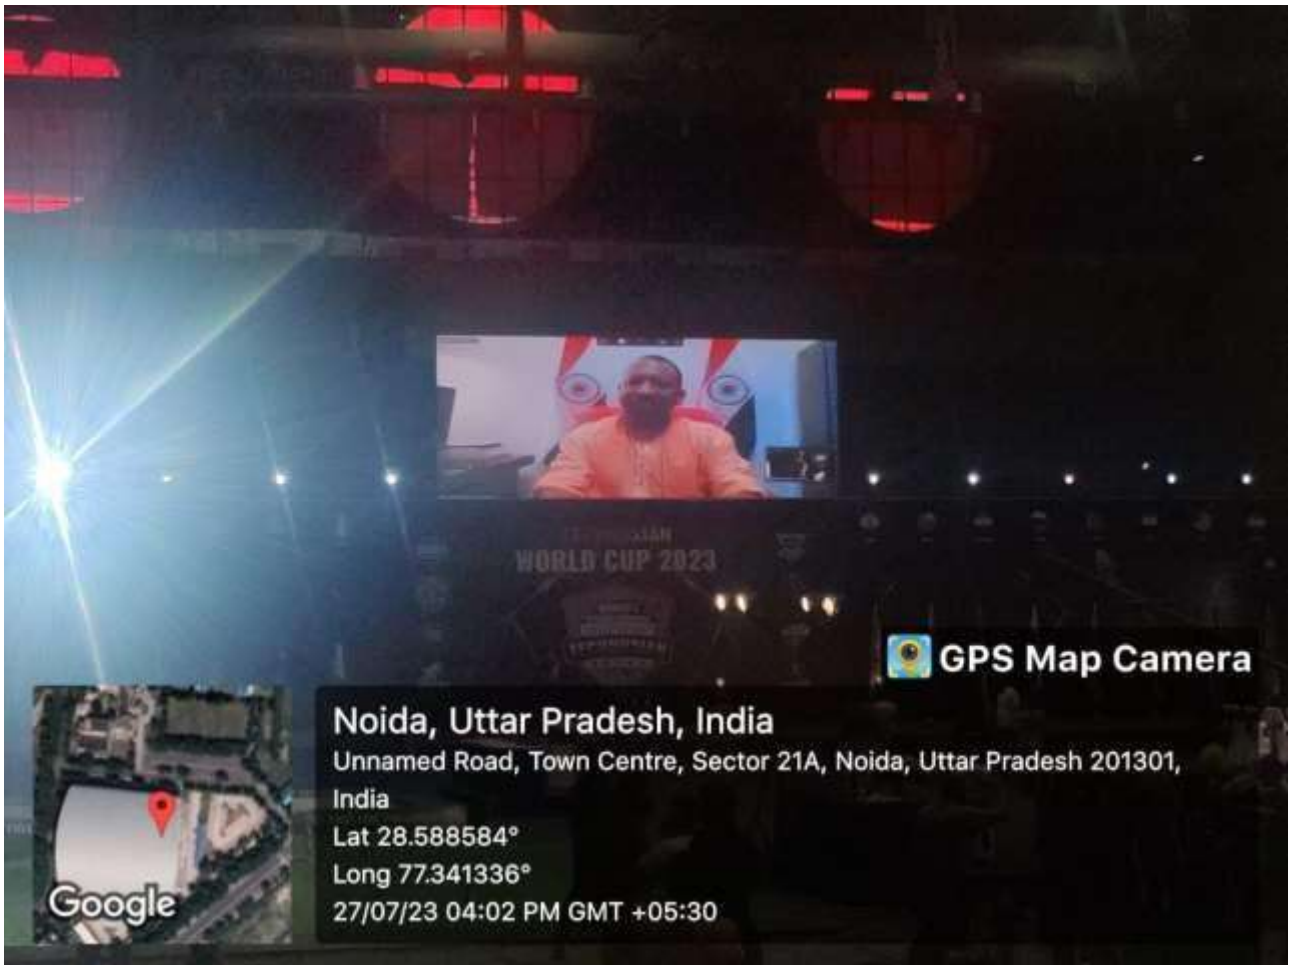 WORLD CUP 2023
GPS Map Camera
Noida, Uttar Pradesh, India
Unnamed Road, Town Centre, Sector 21A, Noida, Uttar Pradesh 201301,
India
Lat 28.588584°
Long 77.341336°
27/07/23 04:02 PM GMT +05:30
Google